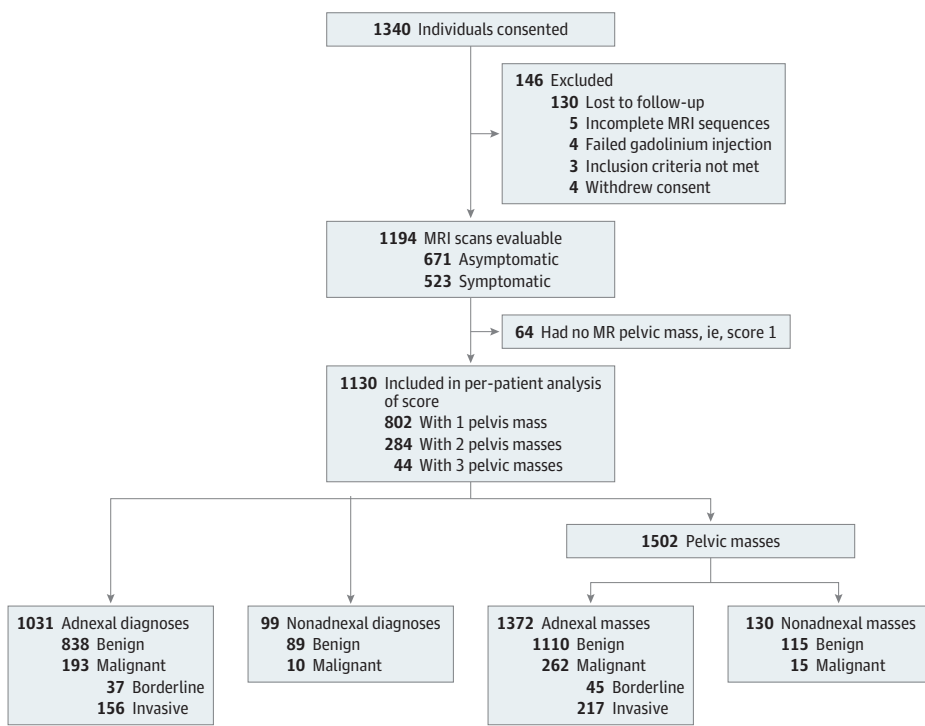 1340 Individuals consented
146 Excluded
130 Lost to follow-up
5 Incomplete MRI sequences
4 Failed gadolinium injection
3 Inclusion criteria not met
4 Withdrew consent
1194 MRI scans evaluable
671 Asymptomatic
523 Symptomatic
64 Had no MR pelvic mass, ie, score 1
1130 Included in per-patient analysis
of score
802 With 1 pelvis mass
284 With 2 pelvis masses
44 With 3 pelvic masses
1502 Pelvic masses
1031 Adnexal diagnoses
838 Benign
193 Malignant
37 Borderline
156 Invasive
99 Nonadnexal diagnoses
89 Benign
10 Malignant
1372 Adnexal masses
1110 Benign
262 Malignant
45 Borderline
217 Invasive
130 Nonadnexal masses
115 Benign
15 Malignant